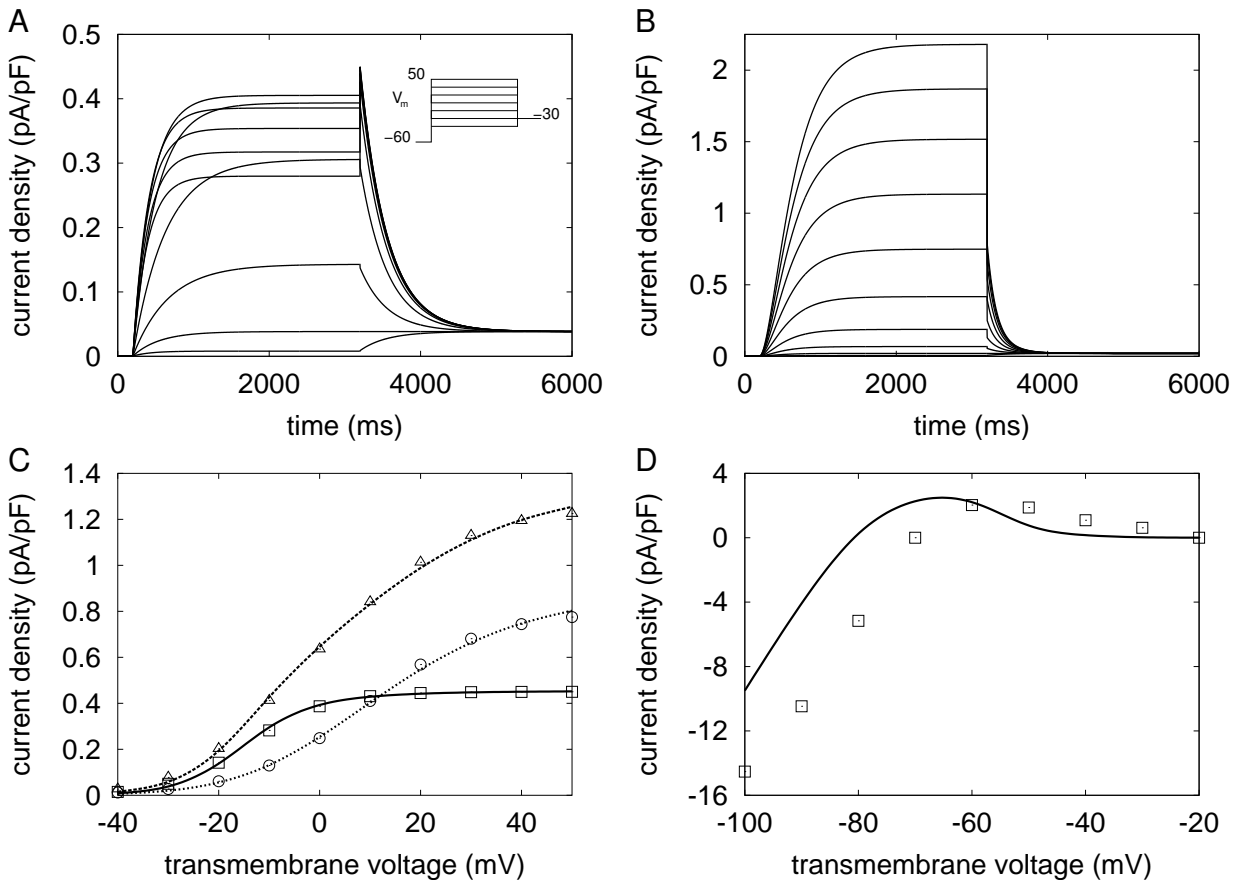 A
0.5
0.4
0.3
0.2
0.1
0
0 2000 4000 6000
current density (pA/pF)
time (ms)
50
Vm
−60
−30
B
2
1.5
1
0.5
0
0 2000 4000 6000
current density (pA/pF)
time (ms)
C
1.4
1.2
1
0.8
0.6
0.4
0.2
0
-40 -20 0 20 40
current density (pA/pF)
transmembrane voltage (mV)
D
4
0
-4
-8
-12
-16
-100 -80 -60 -40 -20
current density (pA/pF)
transmembrane voltage (mV)